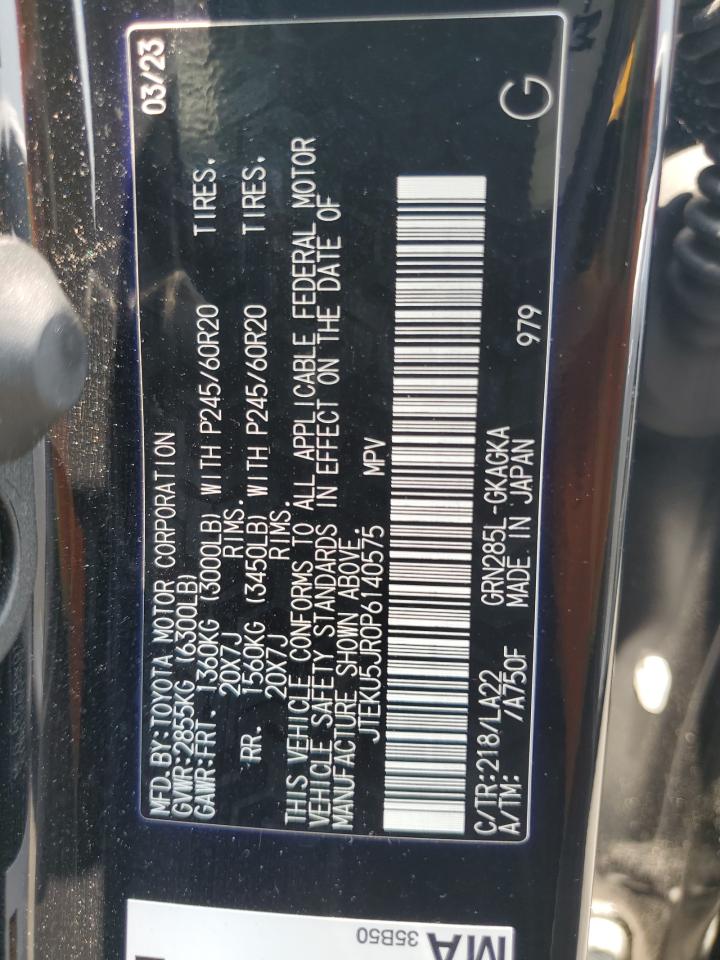 MFD. BY: TOYOTA MOTOR CORPORATION 03/23
GVWR: 2855KG (6300LB)
GAWR: FRT. 1360KG (3000LB) WITH P245/60R20 TIRES.
20X7J RIMS.
RR. 1560KG (3450LB) WITH P245/60R20 TIRES.
20X7J RIMS.
THIS VEHICLE CONFORMS TO ALL APPLICABLE FEDERAL MOTOR
VEHICLE SAFETY STANDARDS IN EFFECT ON THE DATE OF
MANUFACTURE SHOWN ABOVE.
JTEKU5JR0P6140575 MPV
C/TR: 218/LA22 GRN285L-GKAGKA 979
A/TM: /A750F MADE IN JAPAN G
MA
35B50